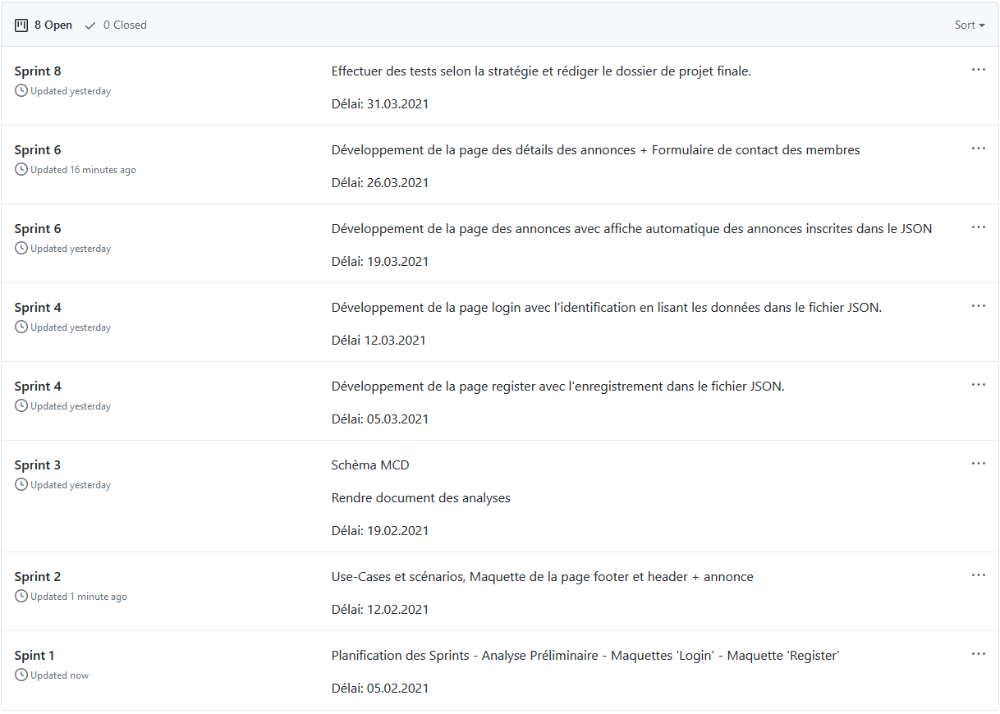 8 Open 0 Closed Sort
Sprint 8 Effectuer des tests selon la stratégie et rédiger le dossier de projet finale.
Updated yesterday
Délai: 31.03.2021
Sprint 6 Développement de la page des détails des annonces + Formulaire de contact des membres
Updated 16 minutes ago
Délai: 26.03.2021
Sprint 6 Développement de la page des annonces avec affiche automatique des annonces inscrites dans le JSON
Updated yesterday
Délai: 19.03.2021
Sprint 4 Développement de la page login avec l'identification en lisant les données dans le fichier JSON.
Updated yesterday
Délai 12.03.2021
Sprint 4 Développement de la page register avec l'enregistrement dans le fichier JSON.
Updated yesterday
Délai: 05.03.2021
Sprint 3 Schèma MCD
Updated yesterday
Rendre document des analyses
Délai: 19.02.2021
Sprint 2 Use-Cases et scénarios, Maquette de la page footer et header + annonce
Updated 1 minute ago
Délai: 12.02.2021
Spint 1 Planification des Sprints - Analyse Préliminaire - Maquettes 'Login' - Maquette 'Register'
Updated now
Délai: 05.02.2021